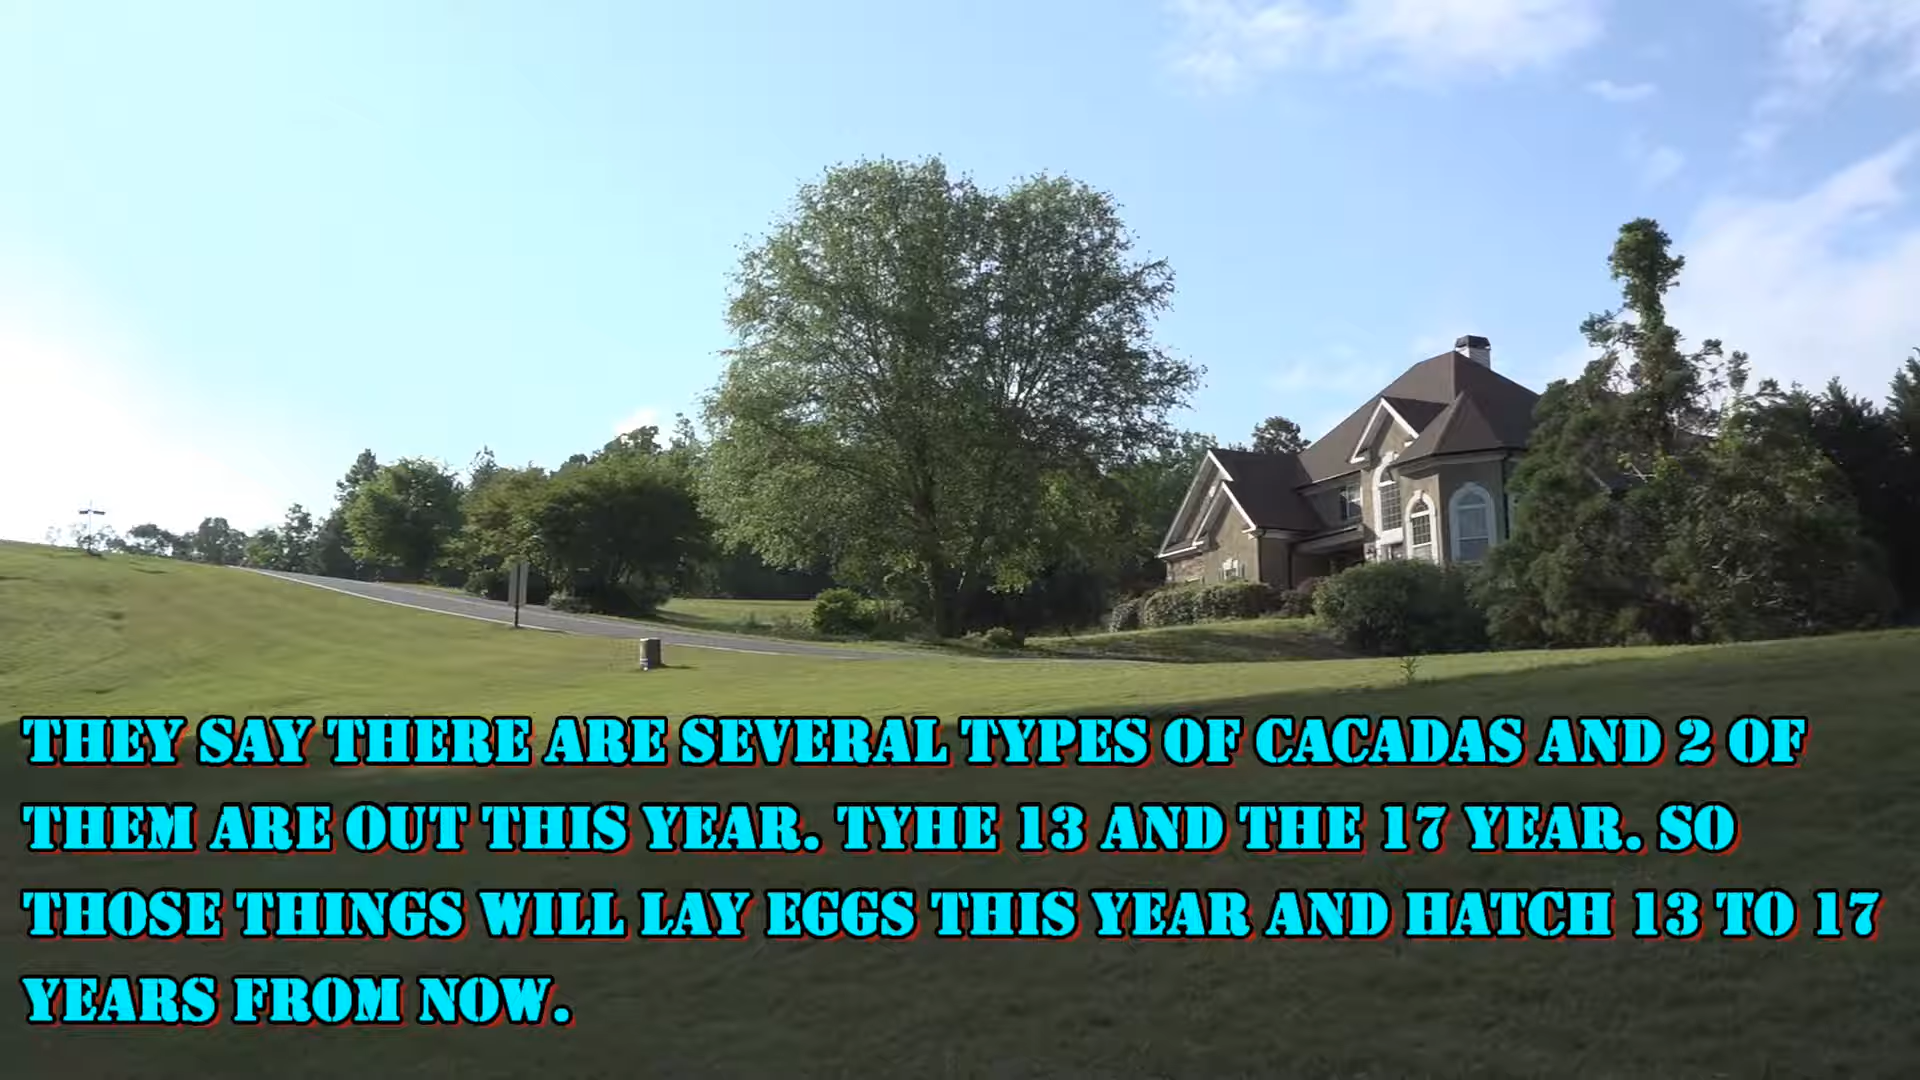 THEY SAY THERE ARE SEVERAL TYPES OF CACADAS AND 2 OF
THEM ARE OUT THIS YEAR. TYHE 13 AND THE 17 YEAR. SO
THOSE THINGS WILL LAY EGGS THIS YEAR AND HATCH 13 TO 17
YEARS FROM NOW.